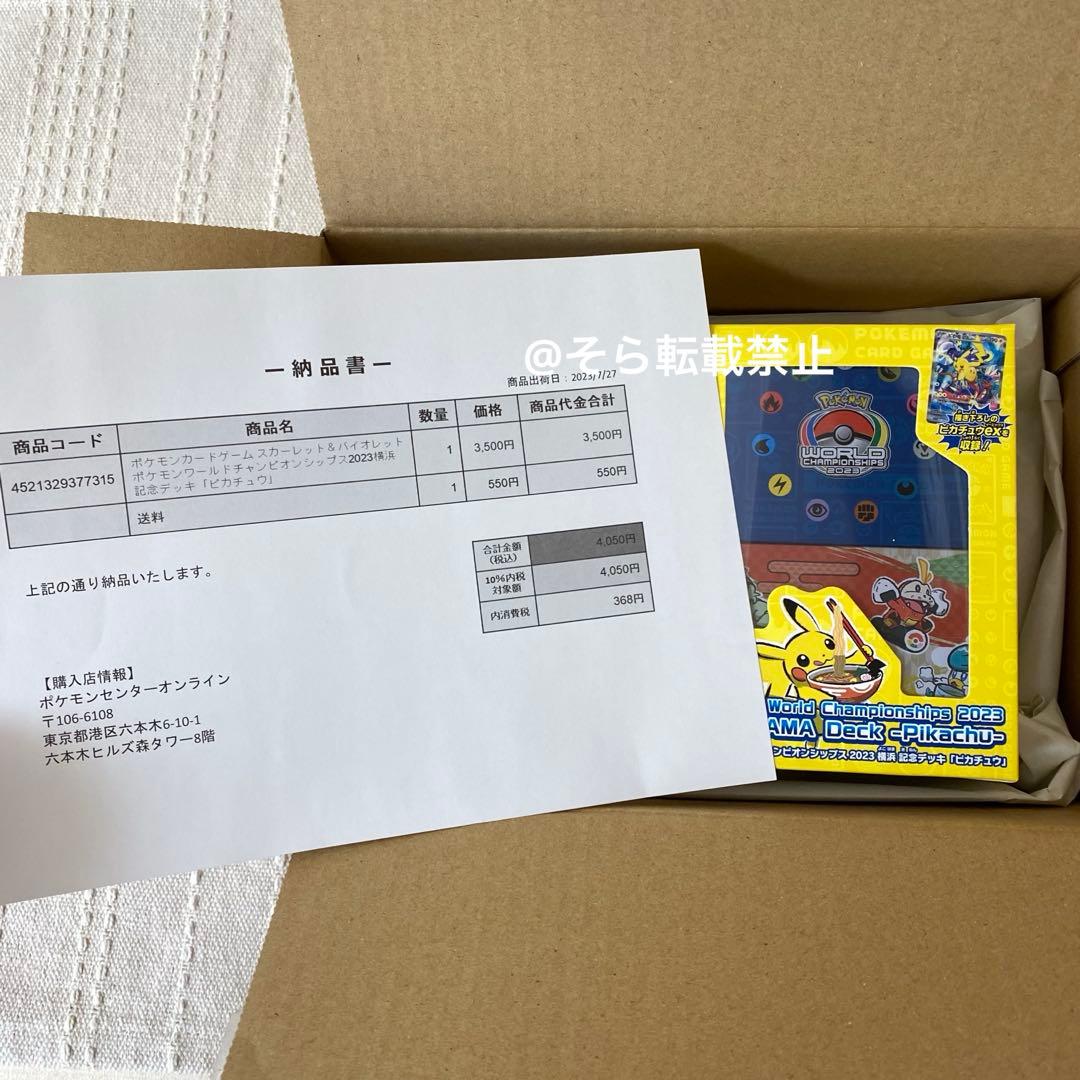 @そら転載禁止
ー納品書ー
商品出荷日：2023/7/27
商品コード 商品名 数量 価格 商品代金合計
4521329377315 ポケモンカードゲーム スカーレット＆バイオレット
ポケモンワールドチャンピオンシップス2023横浜
記念デッキ「ピカチュウ」 1 3,500円 3,500円
送料 1 550円 550円
合計金額
(税込) 4,050円
10%内税
対象額 4,050円
内消費税 368円
上記の通り納品いたします。
【購入店情報】
ポケモンセンターオンライン
〒106-6108
東京都港区六本木6-10-1
六本木ヒルズ森タワー8階
POKEM
CARD GA
描き下ろしの
ピカチュウexを
収録！
POKÉMON
WORLD
CHAMPIONSHIPS
2023
World Championships 2023
AMA Deck -Pikachu-
ンピオンシップス2023 横浜 記念デッキ「ピカチュウ」